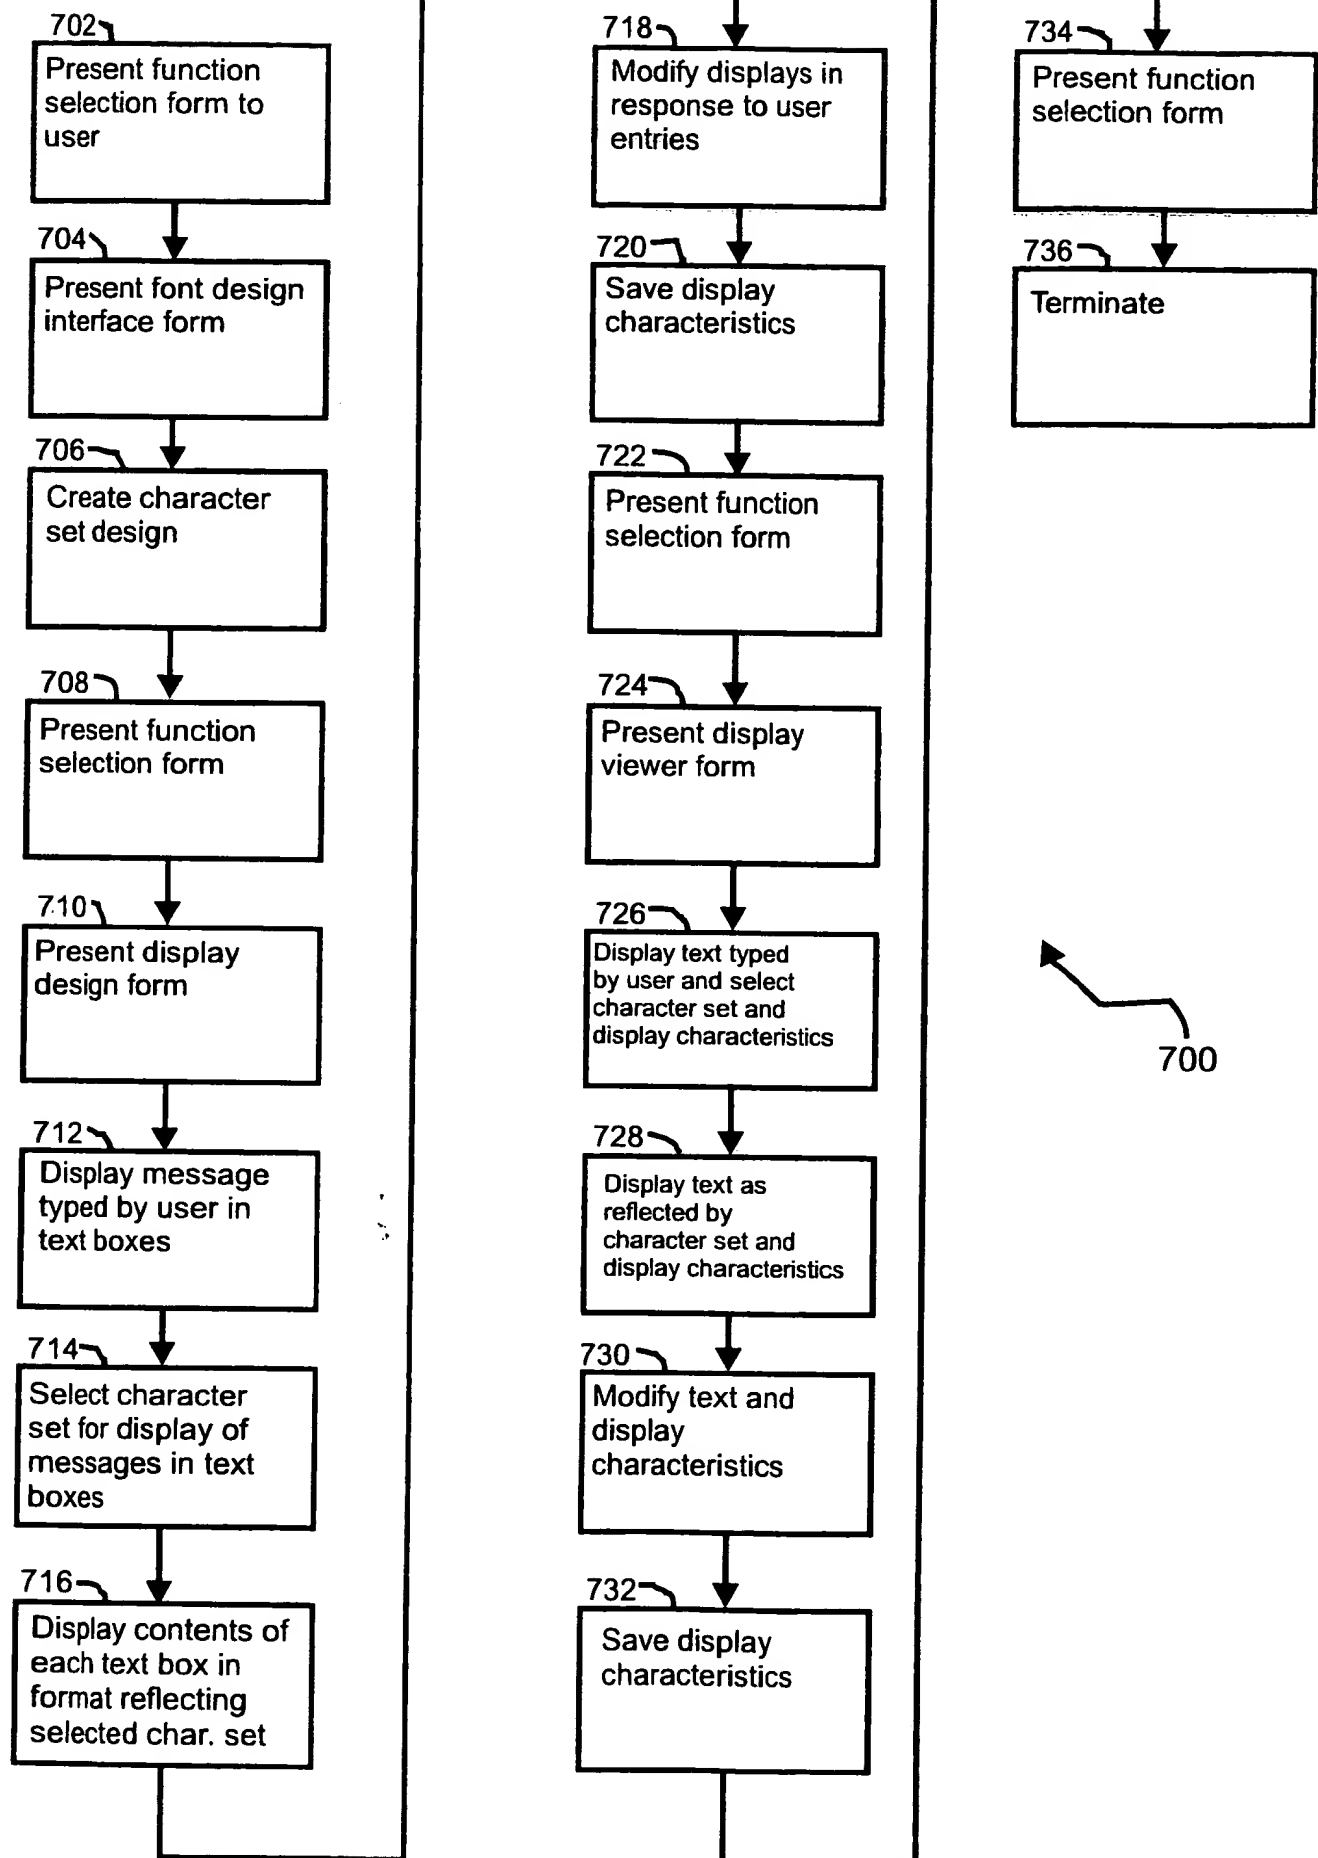 702
Present function
selection form to
user
704
Present font design
interface form
706
Create character
set design
708
Present function
selection form
710
Present display
design form
712
Display message
typed by user in
text boxes
714
Select character
set for display of
messages in text
boxes
716
Display contents of
each text box in
format reflecting
selected char. set
718
Modify displays in
response to user
entries
720
Save display
characteristics
722
Present function
selection form
724
Present display
viewer form
726
Display text typed
by user and select
character set and
display characteristics
728
Display text as
reflected by
character set and
display characteristics
730
Modify text and
display
characteristics
732
Save display
characteristics
734
Present function
selection form
736
Terminate
700